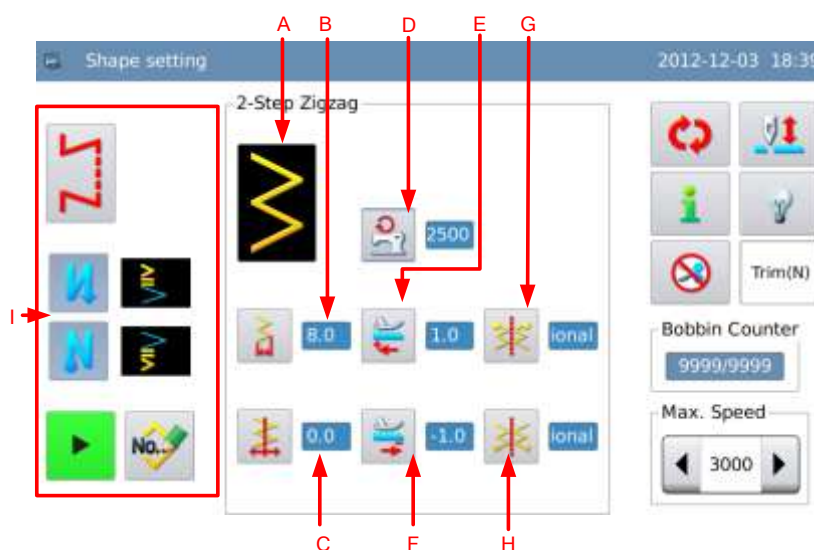 A B D E G
Shape setting 2012-12-03 18:39
2-Step Zigzag
2500
Trim(N)
I
8.0 1.0 ional
Bobbin Counter
9999/9999
Max. Speed
No...
0.0 -1.0 ional
3000
C F H